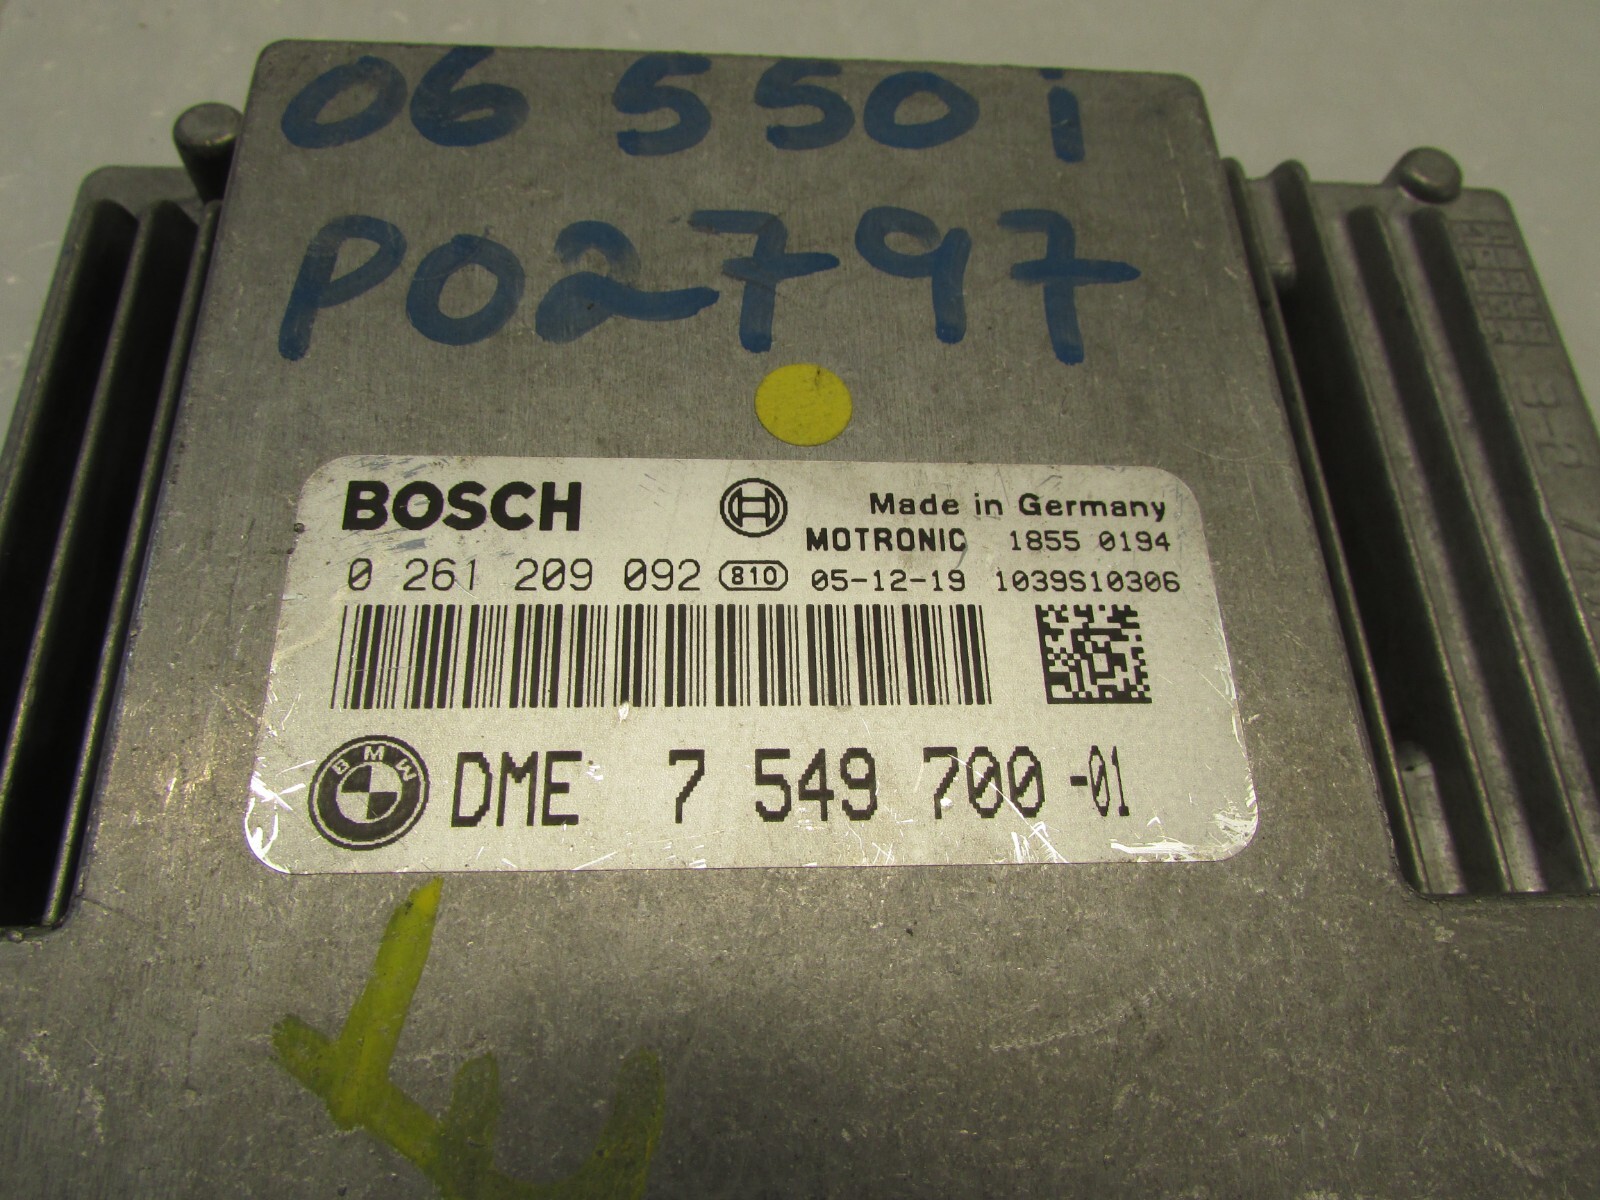 06 550i
P02797
BOSCH
Made in Germany
MOTRONIC 1855 0194
0 261 209 092 810 05-12-19 1039S10306
BMW DME 7 549 700-01